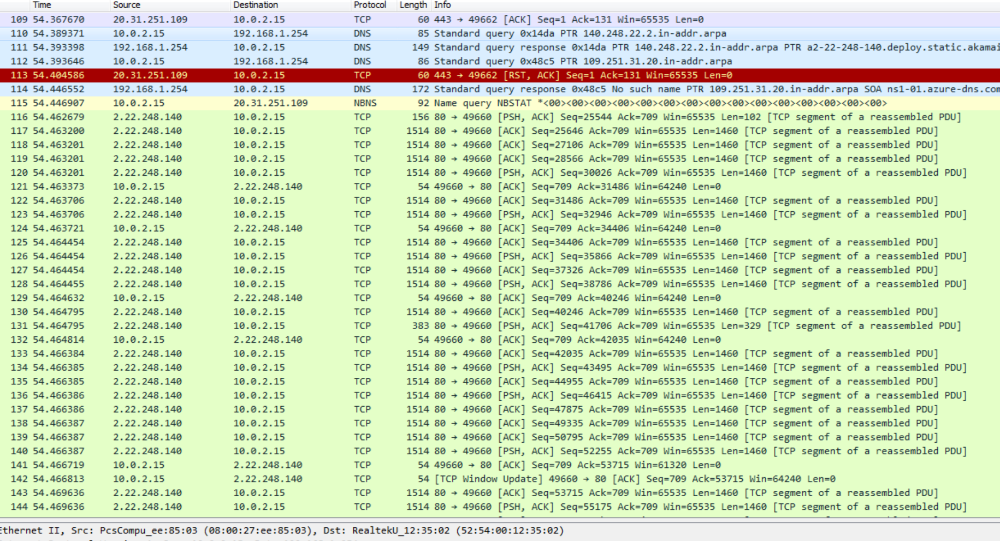 Time Source Destination Protocol Length Info
109 54.367670 20.31.251.109 10.0.2.15 TCP 60 443 → 49662 [ACK] Seq=1 Ack=131 Win=65535 Len=0
110 54.389371 10.0.2.15 192.168.1.254 DNS 85 Standard query 0x14da PTR 140.248.22.2.in-addr.arpa
111 54.393398 192.168.1.254 10.0.2.15 DNS 149 Standard query response 0x14da PTR 140.248.22.2.in-addr.arpa PTR a2-22-248-140.deploy.static.akamai
112 54.393646 10.0.2.15 192.168.1.254 DNS 86 Standard query 0x48c5 PTR 109.251.31.20.in-addr.arpa
113 54.404586 20.31.251.109 10.0.2.15 TCP 60 443 → 49662 [RST, ACK] Seq=1 Ack=131 Win=65535 Len=0
114 54.446552 192.168.1.254 10.0.2.15 DNS 172 Standard query response 0x48c5 No such name PTR 109.251.31.20.in-addr.arpa SOA ns1-01.azure-dns.com
115 54.446907 10.0.2.15 20.31.251.109 NBNS 92 Name query NBSTAT *<00><00><00><00><00><00><00><00><00><00><00><00><00><00><00>
116 54.462679 2.22.248.140 10.0.2.15 TCP 156 80 → 49660 [PSH, ACK] Seq=25544 Ack=709 Win=65535 Len=102 [TCP segment of a reassembled PDU]
117 54.463200 2.22.248.140 10.0.2.15 TCP 1514 80 → 49660 [ACK] Seq=25646 Ack=709 Win=65535 Len=1460 [TCP segment of a reassembled PDU]
118 54.463201 2.22.248.140 10.0.2.15 TCP 1514 80 → 49660 [ACK] Seq=27106 Ack=709 Win=65535 Len=1460 [TCP segment of a reassembled PDU]
119 54.463201 2.22.248.140 10.0.2.15 TCP 1514 80 → 49660 [ACK] Seq=28566 Ack=709 Win=65535 Len=1460 [TCP segment of a reassembled PDU]
120 54.463201 2.22.248.140 10.0.2.15 TCP 1514 80 → 49660 [PSH, ACK] Seq=30026 Ack=709 Win=65535 Len=1460 [TCP segment of a reassembled PDU]
121 54.463373 10.0.2.15 2.22.248.140 TCP 54 49660 → 80 [ACK] Seq=709 Ack=31486 Win=64240 Len=0
122 54.463706 2.22.248.140 10.0.2.15 TCP 1514 80 → 49660 [ACK] Seq=31486 Ack=709 Win=65535 Len=1460 [TCP segment of a reassembled PDU]
123 54.463706 2.22.248.140 10.0.2.15 TCP 1514 80 → 49660 [PSH, ACK] Seq=32946 Ack=709 Win=65535 Len=1460 [TCP segment of a reassembled PDU]
124 54.463721 10.0.2.15 2.22.248.140 TCP 54 49660 → 80 [ACK] Seq=709 Ack=34406 Win=64240 Len=0
125 54.464454 2.22.248.140 10.0.2.15 TCP 1514 80 → 49660 [ACK] Seq=34406 Ack=709 Win=65535 Len=1460 [TCP segment of a reassembled PDU]
126 54.464454 2.22.248.140 10.0.2.15 TCP 1514 80 → 49660 [PSH, ACK] Seq=35866 Ack=709 Win=65535 Len=1460 [TCP segment of a reassembled PDU]
127 54.464454 2.22.248.140 10.0.2.15 TCP 1514 80 → 49660 [ACK] Seq=37326 Ack=709 Win=65535 Len=1460 [TCP segment of a reassembled PDU]
128 54.464455 2.22.248.140 10.0.2.15 TCP 1514 80 → 49660 [PSH, ACK] Seq=38786 Ack=709 Win=65535 Len=1460 [TCP segment of a reassembled PDU]
129 54.464632 10.0.2.15 2.22.248.140 TCP 54 49660 → 80 [ACK] Seq=709 Ack=40246 Win=64240 Len=0
130 54.464795 2.22.248.140 10.0.2.15 TCP 1514 80 → 49660 [ACK] Seq=40246 Ack=709 Win=65535 Len=1460 [TCP segment of a reassembled PDU]
131 54.464795 2.22.248.140 10.0.2.15 TCP 383 80 → 49660 [PSH, ACK] Seq=41706 Ack=709 Win=65535 Len=329 [TCP segment of a reassembled PDU]
132 54.464814 10.0.2.15 2.22.248.140 TCP 54 49660 → 80 [ACK] Seq=709 Ack=42035 Win=64240 Len=0
133 54.466384 2.22.248.140 10.0.2.15 TCP 1514 80 → 49660 [ACK] Seq=42035 Ack=709 Win=65535 Len=1460 [TCP segment of a reassembled PDU]
134 54.466385 2.22.248.140 10.0.2.15 TCP 1514 80 → 49660 [PSH, ACK] Seq=43495 Ack=709 Win=65535 Len=1460 [TCP segment of a reassembled PDU]
135 54.466385 2.22.248.140 10.0.2.15 TCP 1514 80 → 49660 [ACK] Seq=44955 Ack=709 Win=65535 Len=1460 [TCP segment of a reassembled PDU]
136 54.466386 2.22.248.140 10.0.2.15 TCP 1514 80 → 49660 [PSH, ACK] Seq=46415 Ack=709 Win=65535 Len=1460 [TCP segment of a reassembled PDU]
137 54.466386 2.22.248.140 10.0.2.15 TCP 1514 80 → 49660 [ACK] Seq=47875 Ack=709 Win=65535 Len=1460 [TCP segment of a reassembled PDU]
138 54.466387 2.22.248.140 10.0.2.15 TCP 1514 80 → 49660 [ACK] Seq=49335 Ack=709 Win=65535 Len=1460 [TCP segment of a reassembled PDU]
139 54.466387 2.22.248.140 10.0.2.15 TCP 1514 80 → 49660 [ACK] Seq=50795 Ack=709 Win=65535 Len=1460 [TCP segment of a reassembled PDU]
140 54.466387 2.22.248.140 10.0.2.15 TCP 1514 80 → 49660 [PSH, ACK] Seq=52255 Ack=709 Win=65535 Len=1460 [TCP segment of a reassembled PDU]
141 54.466719 10.0.2.15 2.22.248.140 TCP 54 49660 → 80 [ACK] Seq=709 Ack=53715 Win=61320 Len=0
142 54.466813 10.0.2.15 2.22.248.140 TCP 54 [TCP Window Update] 49660 → 80 [ACK] Seq=709 Ack=53715 Win=64240 Len=0
143 54.469636 2.22.248.140 10.0.2.15 TCP 1514 80 → 49660 [ACK] Seq=53715 Ack=709 Win=65535 Len=1460 [TCP segment of a reassembled PDU]
144 54.469636 2.22.248.140 10.0.2.15 TCP 1514 80 → 49660 [PSH, ACK] Seq=55175 Ack=709 Win=65535 Len=1460 [TCP segment of a reassembled PDU]
Ethernet II, Src: PcsCompu_ee:85:03 (08:00:27:ee:85:03), Dst: RealtekU_12:35:02 (52:54:00:12:35:02)